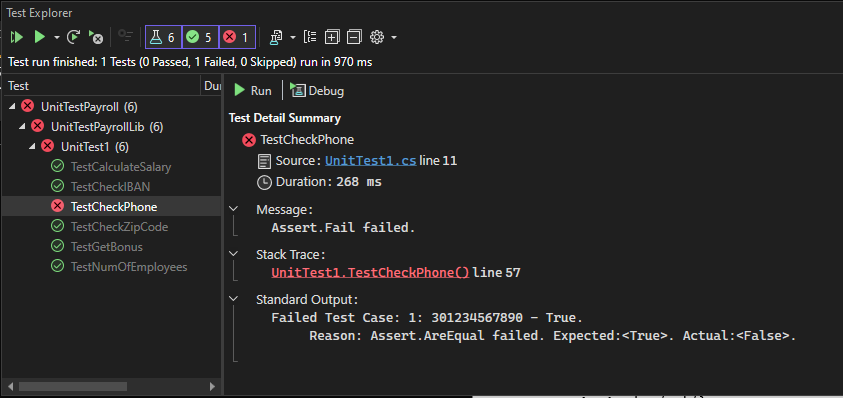 Test Explorer
6 5 1
Test run finished: 1 Tests (0 Passed, 1 Failed, 0 Skipped) run in 970 ms
Test Dur
Run Debug
Test Detail Summary
UnitTestPayroll (6)
UnitTestPayrollLib (6)
UnitTest1 (6)
TestCalculateSalary
TestCheckIBAN
TestCheckPhone
TestCheckZipCode
TestGetBonus
TestNumOfEmployees
TestCheckPhone
Source: UnitTest1.cs line 11
Duration: 268 ms
Message:
Assert.Fail failed.
Stack Trace:
UnitTest1.TestCheckPhone() line 57
Standard Output:
Failed Test Case: 1: 301234567890 - True.
Reason: Assert.AreEqual failed. Expected:<True>. Actual:<False>.